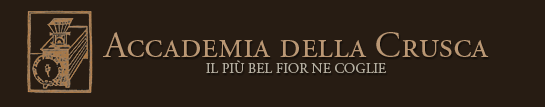 Accademia della Crusca
IL PIÙ BEL FIOR NE COGLIE